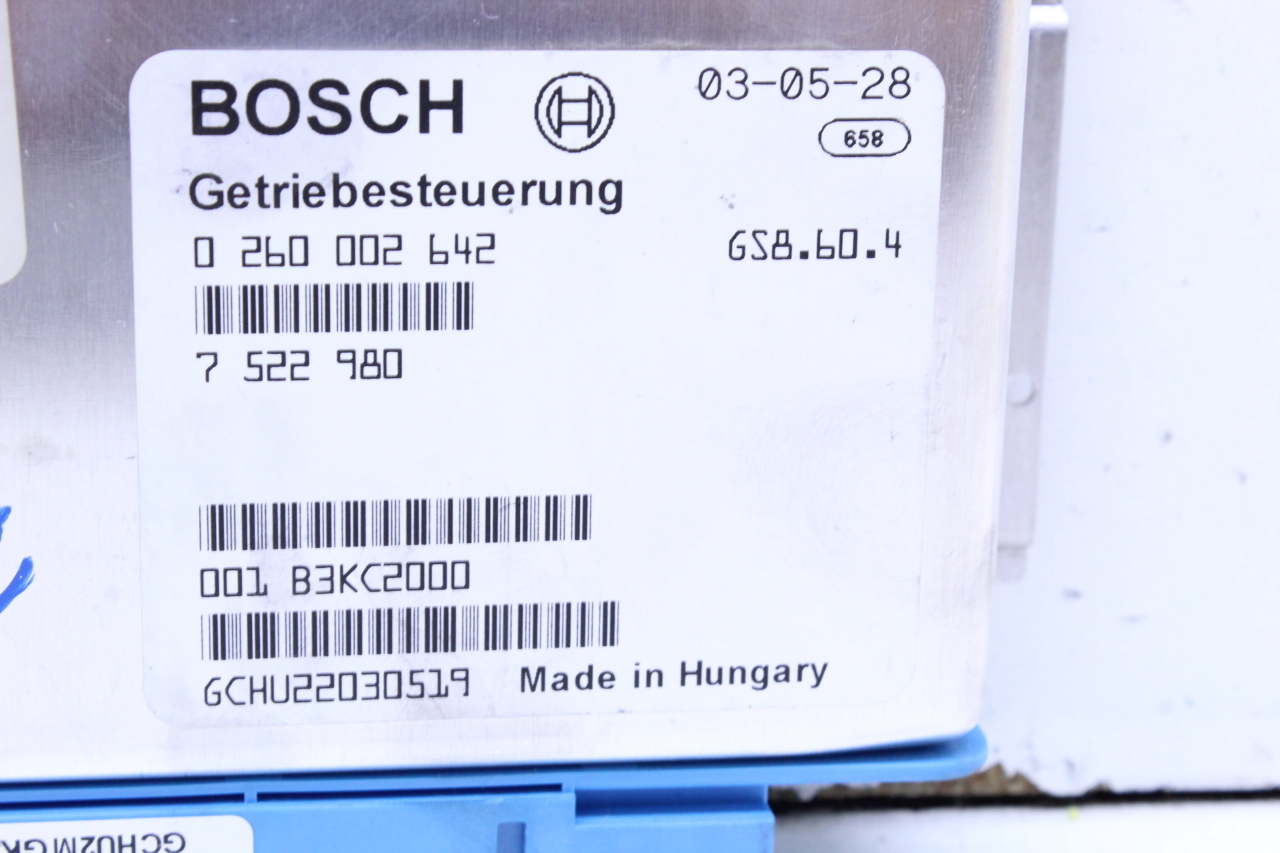 BOSCH
03-05-28
658
Getriebesteuerung
0 260 002 642
GS8.60.4
7 522 980
001 B3KC2000
GCHU22030519 Made in Hungary